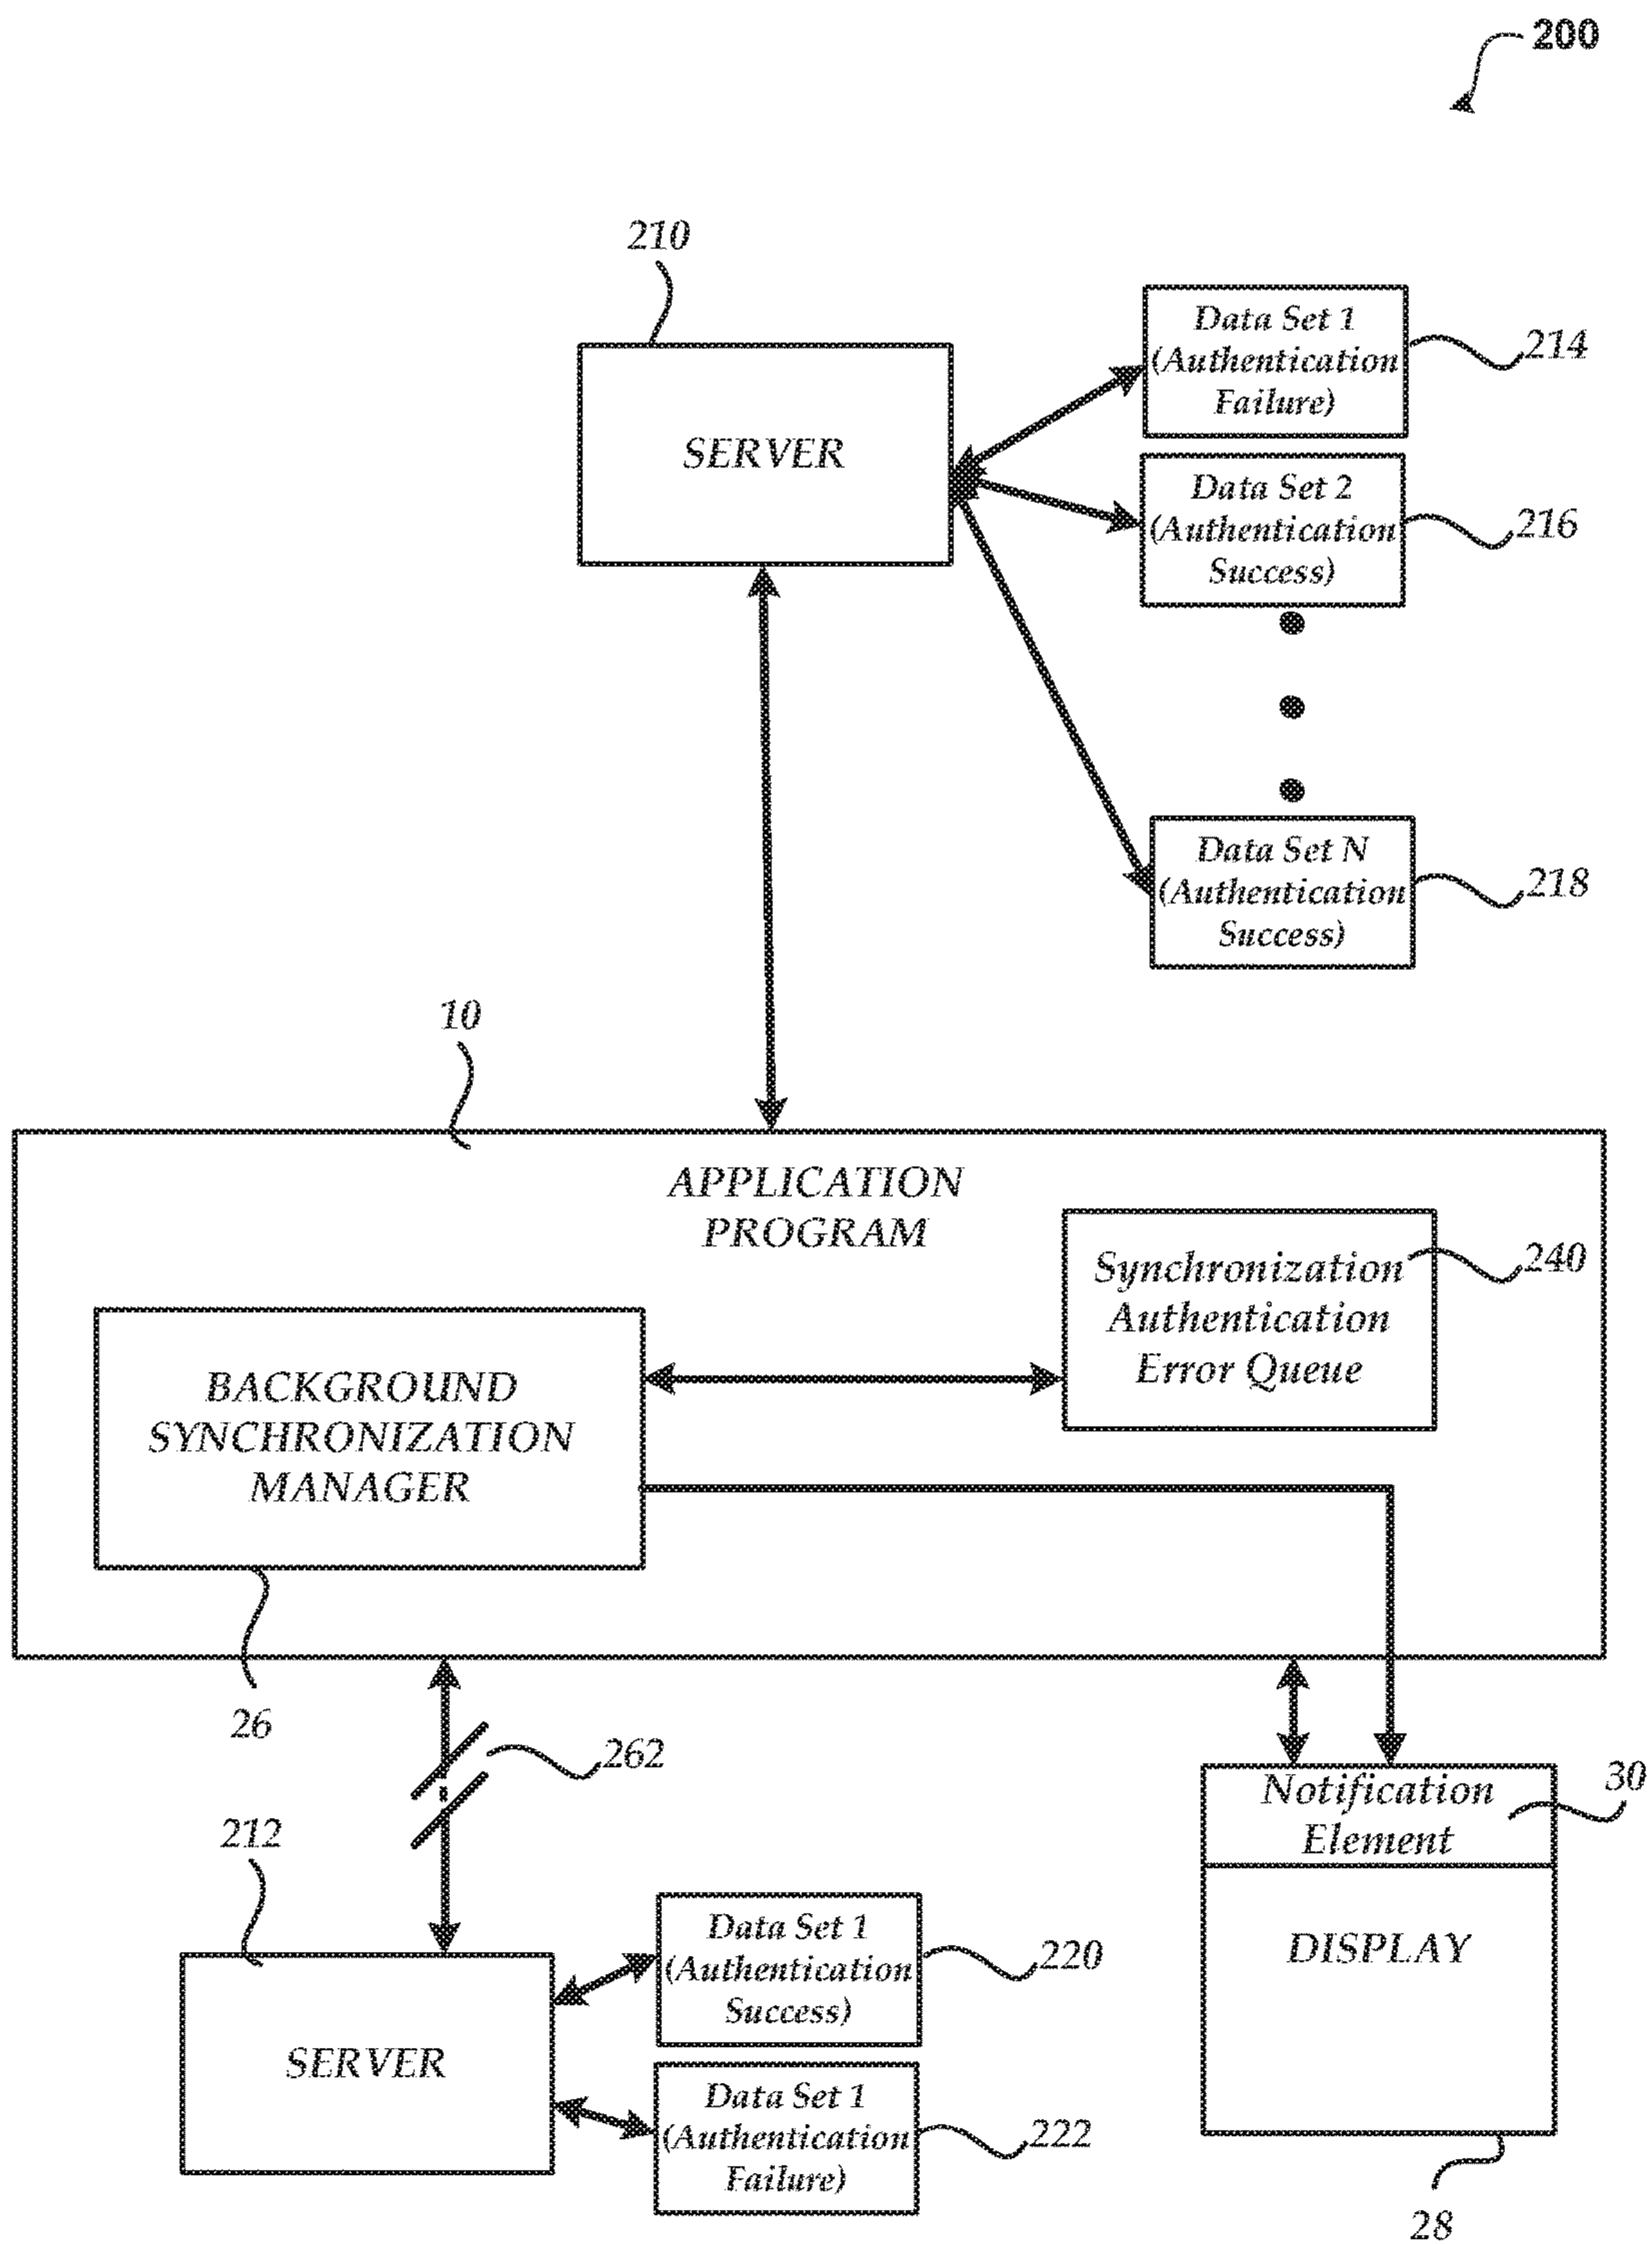 200
210
SERVER
Data Set 1
(Authentication
Failure)
214
Data Set 2
(Authentication
Success)
216
Data Set N
(Authentication
Success)
218
10
APPLICATION
PROGRAM
Synchronization
Authentication
Error Queue
240
BACKGROUND
SYNCHRONIZATION
MANAGER
26
262
212
SERVER
Data Set 1
(Authentication
Success)
220
Data Set 1
(Authentication
Failure)
222
Notification
Element
30
DISPLAY
28